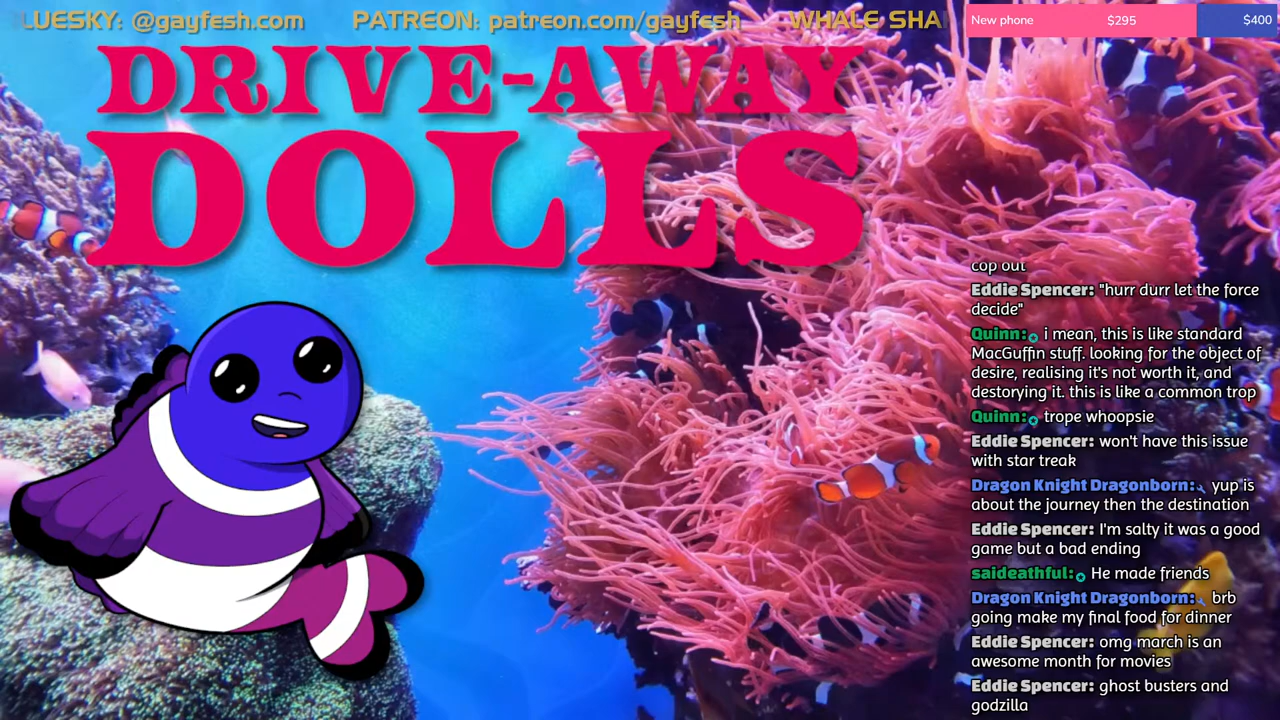 LUESKY: @gayfesh.com PATREON: patreon.com/gayfesh WHALE SHA
New phone $295 $400
DRIVE-AWAY
DOLLS
cop out
Eddie Spencer: "hurr durr let the force
decide"
Quinn: i mean, this is like standard
MacGuffin stuff. looking for the object of
desire, realising it's not worth it, and
destorying it. this is like a common trop
Quinn: trope whoopsie
Eddie Spencer: won't have this issue
with star treak
Dragon Knight Dragonborn: yup is
about the journey then the destination
Eddie Spencer: I'm salty it was a good
game but a bad ending
saideathful: He made friends
Dragon Knight Dragonborn: brb
going make my final food for dinner
Eddie Spencer: omg march is an
awesome month for movies
Eddie Spencer: ghost busters and
godzilla